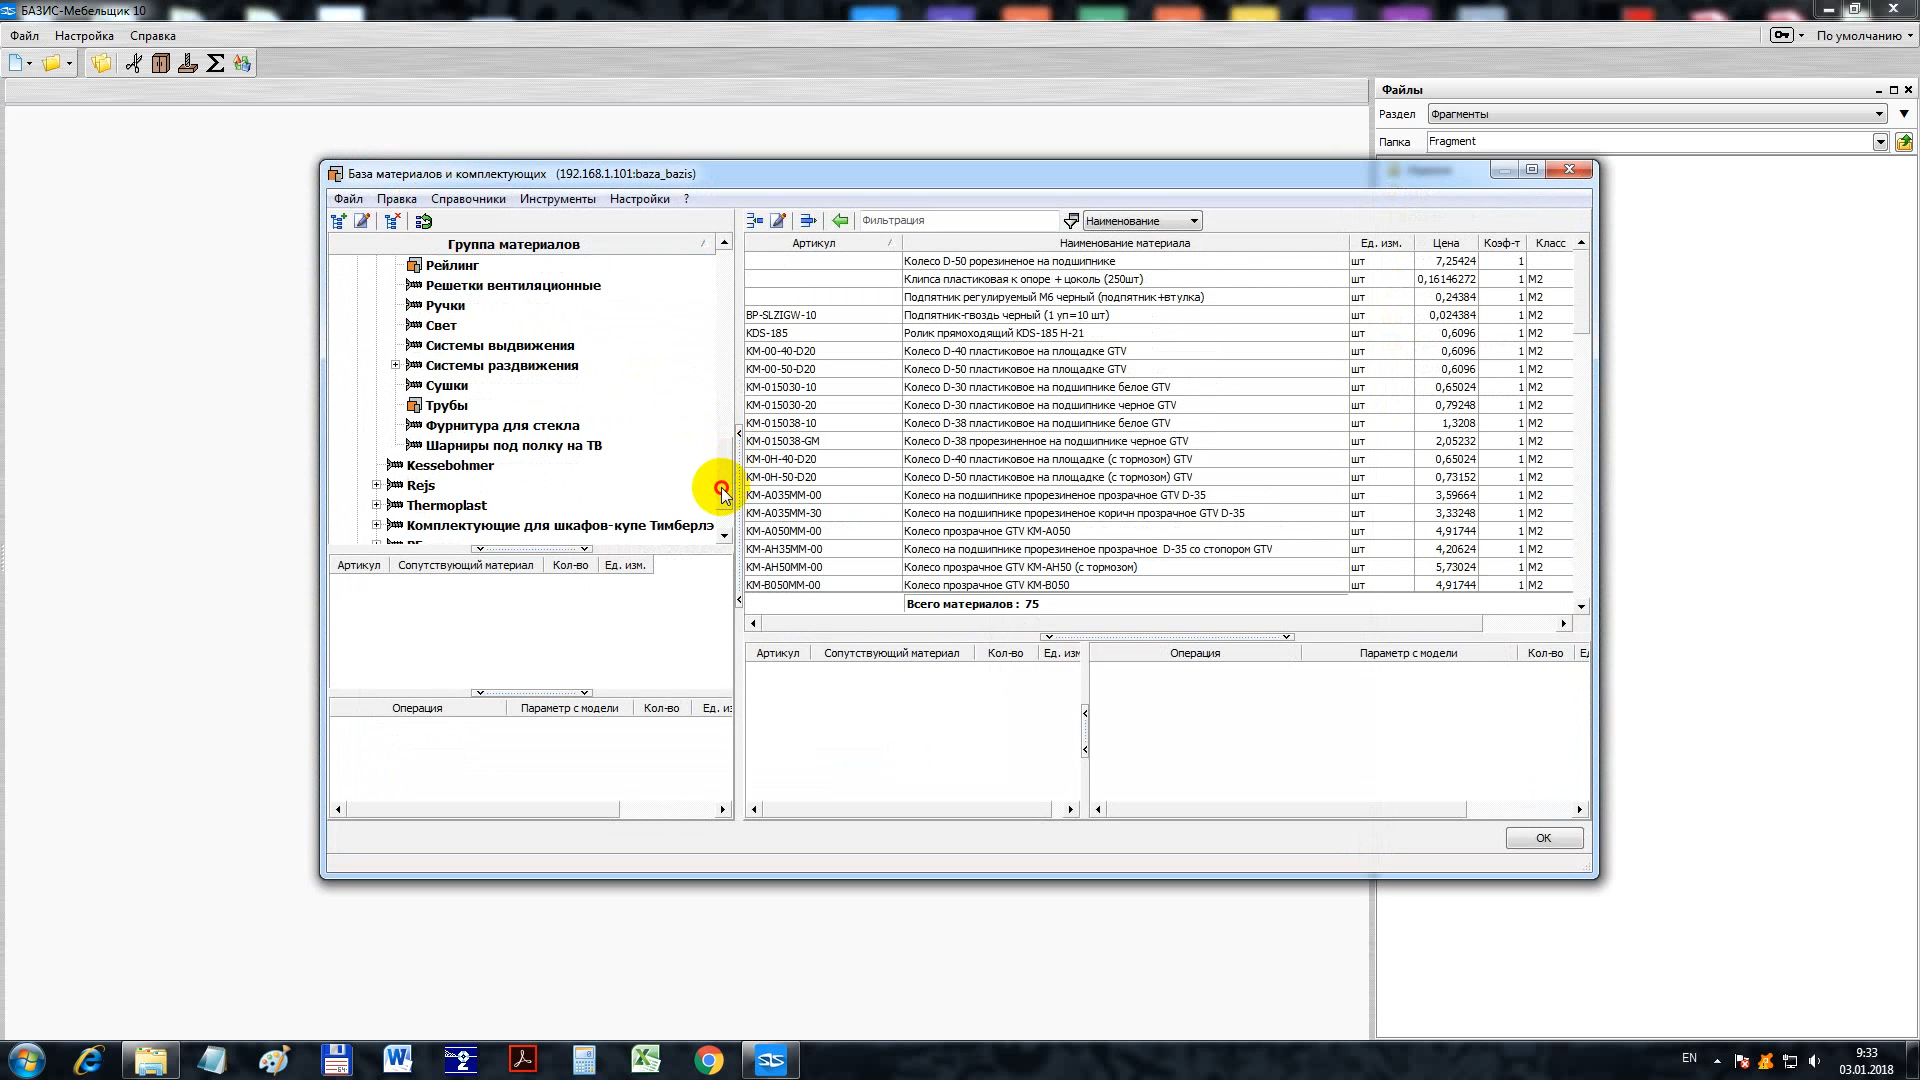 БАЗИС-Мебельщик 10
Файл Настройка Справка
По умолчанию
Файлы
Раздел Фрагменты
Папка Fragment
База материалов и комплектующих (192.168.1.101:baza_bazis)
Файл Правка Справочники Инструменты Настройки ?
Фильтрация Наименование
Группа материалов
Рейлинг
Решетки вентиляционные
Ручки
Свет
Системы выдвижения
Системы раздвижения
Сушки
Трубы
Фурнитура для стекла
Шарниры под полку на ТВ
Kessebohmer
Rejs
Thermoplast
Комплектующие для шкафов-купе Тимберлэ
Артикул Сопутствующий материал Кол-во Ед. изм.
Операция Параметр с модели Кол-во Ед. из
Артикул Наименование материала Ед. изм. Цена Коэф-т Класс
Колесо D-50 рорезиненое на подшипнике шт 7,25424 1
Клипса пластиковая к опоре + цоколь (250шт) шт 0,16146272 1 M2
Подпятник регулируемый M6 черный (подпятник+втулка) шт 0,24384 1 M2
BP-SLZIGW-10 Подпятник-гвоздь черный (1 уп=10 шт) шт 0,024384 1 M2
KDS-185 Ролик прямоходящий KDS-185 H-21 шт 0,6096 1 M2
KM-00-40-D20 Колесо D-40 пластиковое на площадке GTV шт 0,6096 1 M2
KM-00-50-D20 Колесо D-50 пластиковое на площадке GTV шт 0,6096 1 M2
KM-015030-10 Колесо D-30 пластиковое на подшипнике белое GTV шт 0,65024 1 M2
KM-015030-20 Колесо D-30 пластиковое на подшипнике черное GTV шт 0,79248 1 M2
KM-015038-10 Колесо D-38 пластиковое на подшипнике белое GTV шт 1,3208 1 M2
KM-015038-GM Колесо D-38 прорезиненное на подшипнике черное GTV шт 2,05232 1 M2
KM-0H-40-D20 Колесо D-40 пластиковое на площадке (с тормозом) GTV шт 0,65024 1 M2
KM-0H-50-D20 Колесо D-50 пластиковое на площадке (с тормозом) GTV шт 0,73152 1 M2
KM-A035MM-00 Колесо на подшипнике прорезиненое прозрачное GTV D-35 шт 3,59664 1 M2
KM-A035MM-30 Колесо на подшипнике прорезиненое коричн прозрачное GTV D-35 шт 3,33248 1 M2
KM-A050MM-00 Колесо прозрачное GTV KM-A050 шт 4,91744 1 M2
KM-AH35MM-00 Колесо на подшипнике прорезиненое прозрачное D-35 со стопором GTV шт 4,20624 1 M2
KM-AH50MM-00 Колесо прозрачное GTV KM-AH50 (с тормозом) шт 5,73024 1 M2
KM-B050MM-00 Колесо прозрачное GTV KM-B050 шт 4,91744 1 M2
Всего материалов : 75
Артикул Сопутствующий материал Кол-во Ед. изм
Операция Параметр с модели Кол-во Ед
OK
EN
9:33
03.01.2018